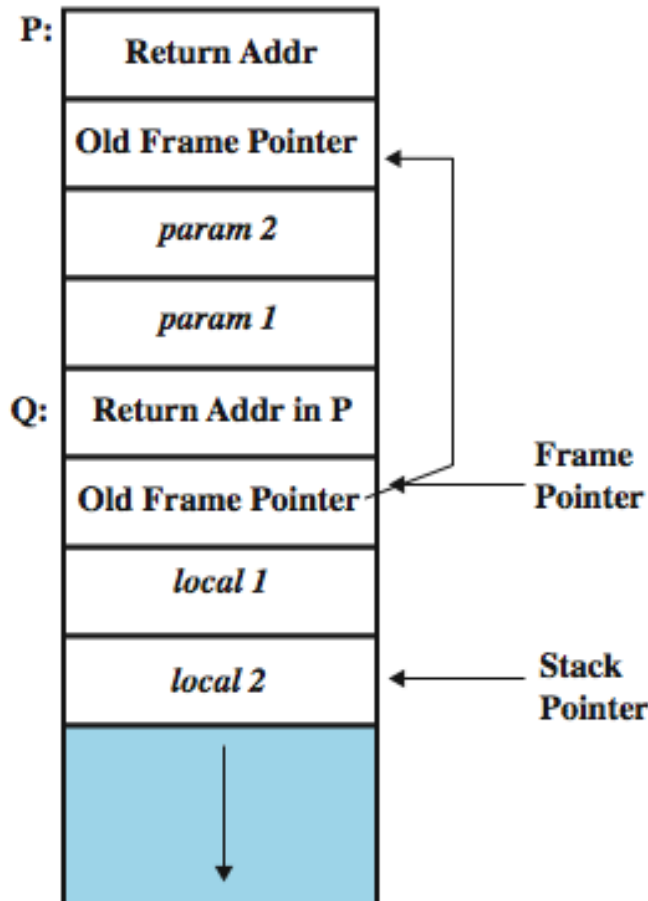 P:
Return Addr
Old Frame Pointer
param 2
param 1
Q:
Return Addr in P
Old Frame Pointer
Frame
Pointer
local 1
local 2
Stack
Pointer